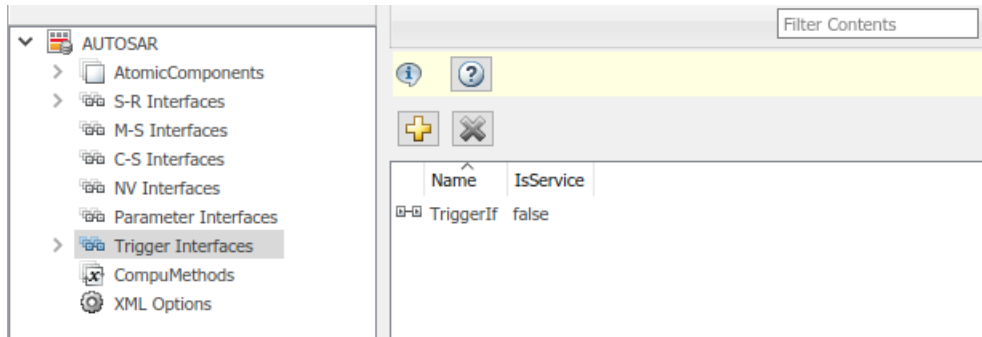 Filter Contents
AUTOSAR
AtomicComponents
S-R Interfaces
M-S Interfaces
C-S Interfaces
NV Interfaces
Parameter Interfaces
Trigger Interfaces
CompuMethods
XML Options
Name IsService
TriggerIf false